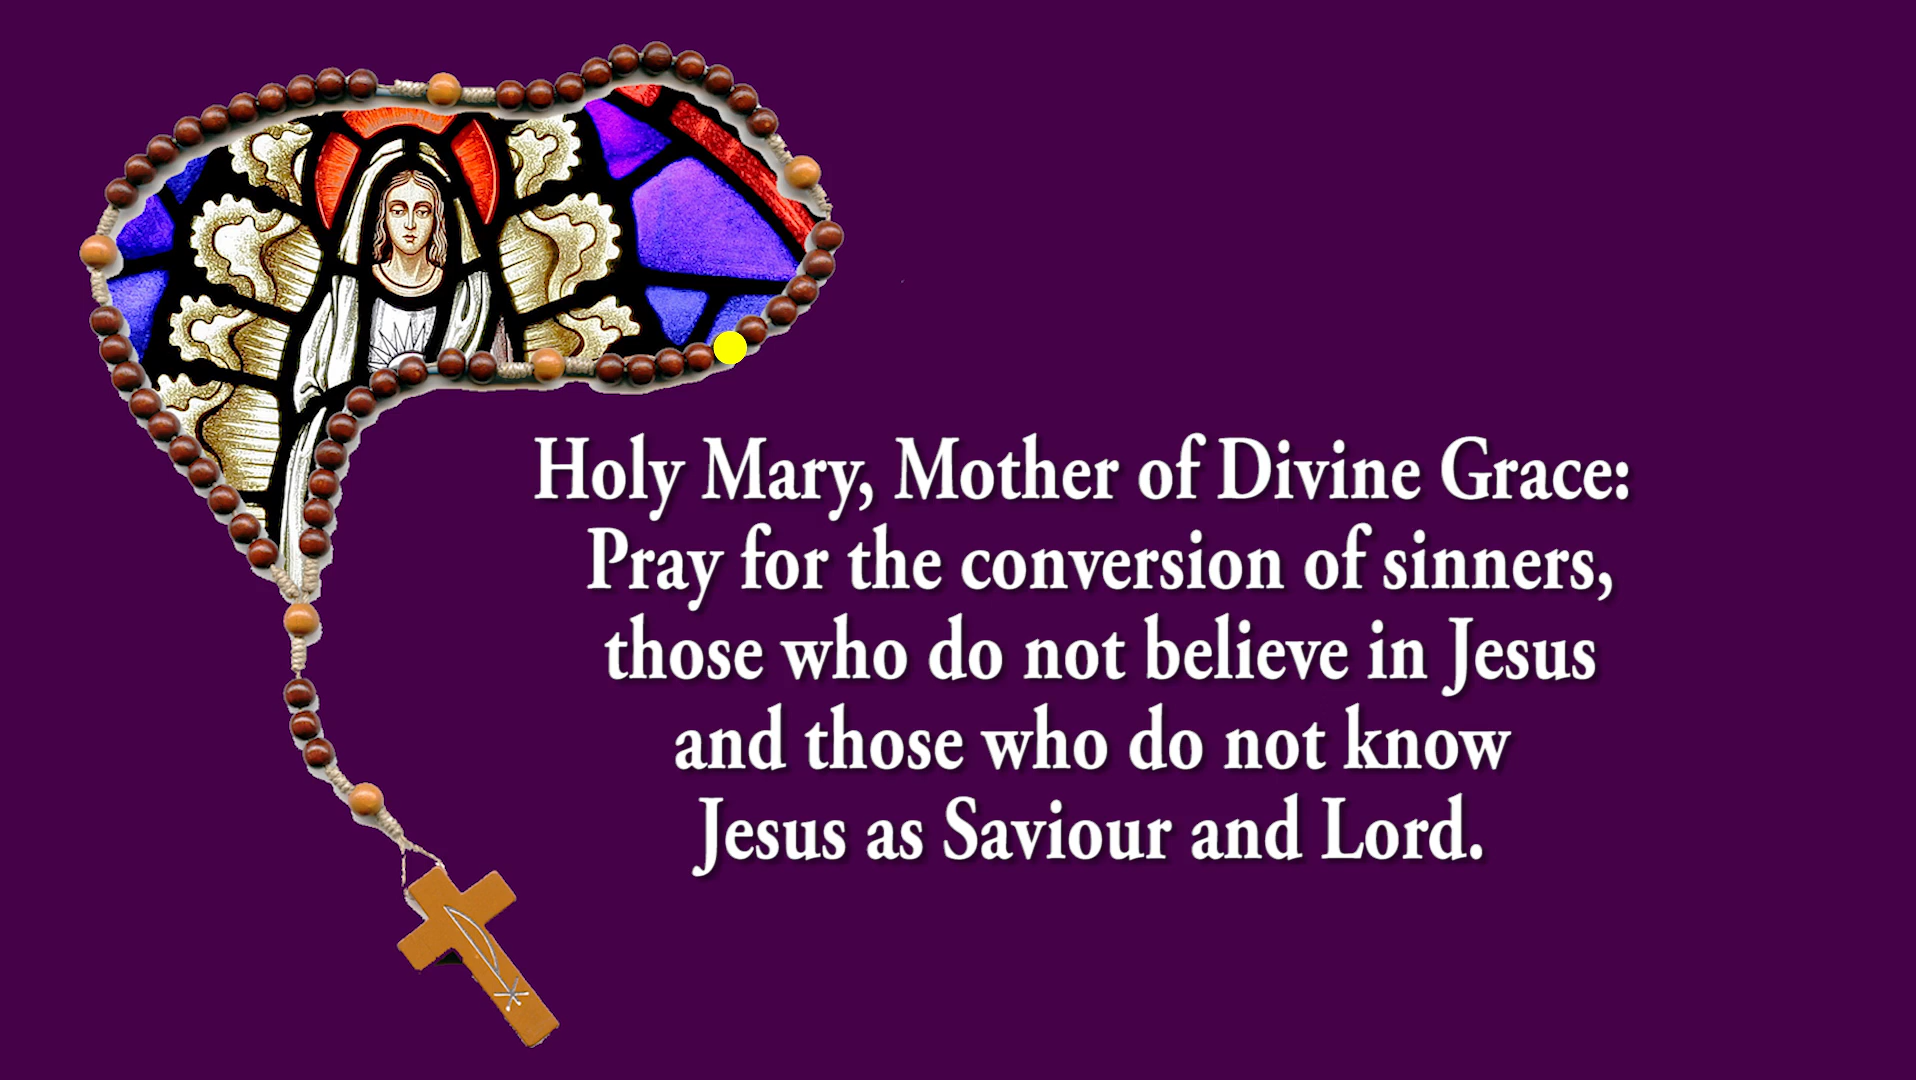 Holy Mary, Mother of Divine Grace:
Pray for the conversion of sinners,
those who do not believe in Jesus
and those who do not know
Jesus as Saviour and Lord.